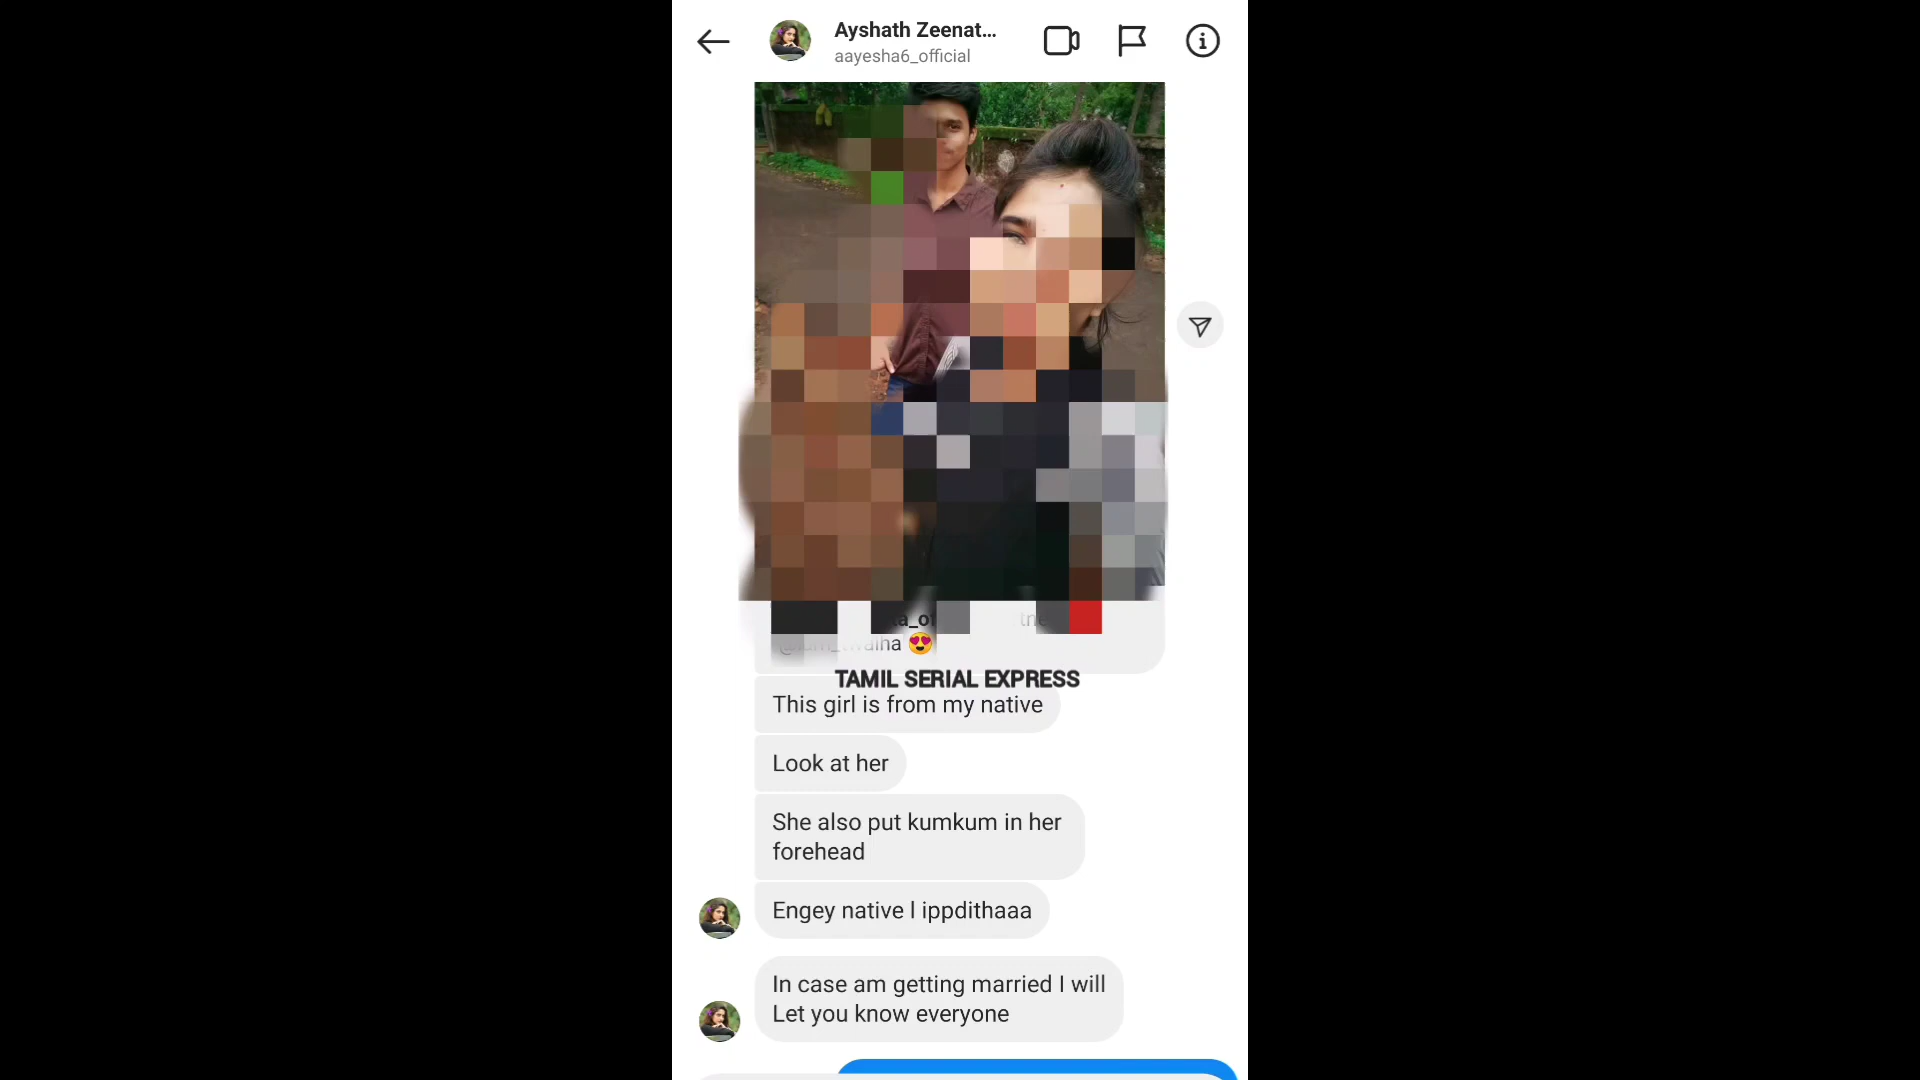 Ayshath Zeenat...
aayesha6_official
TAMIL SERIAL EXPRESS
This girl is from my native
Look at her
She also put kumkum in her
forehead
Engey native l ippdithaaa
In case am getting married I will
Let you know everyone